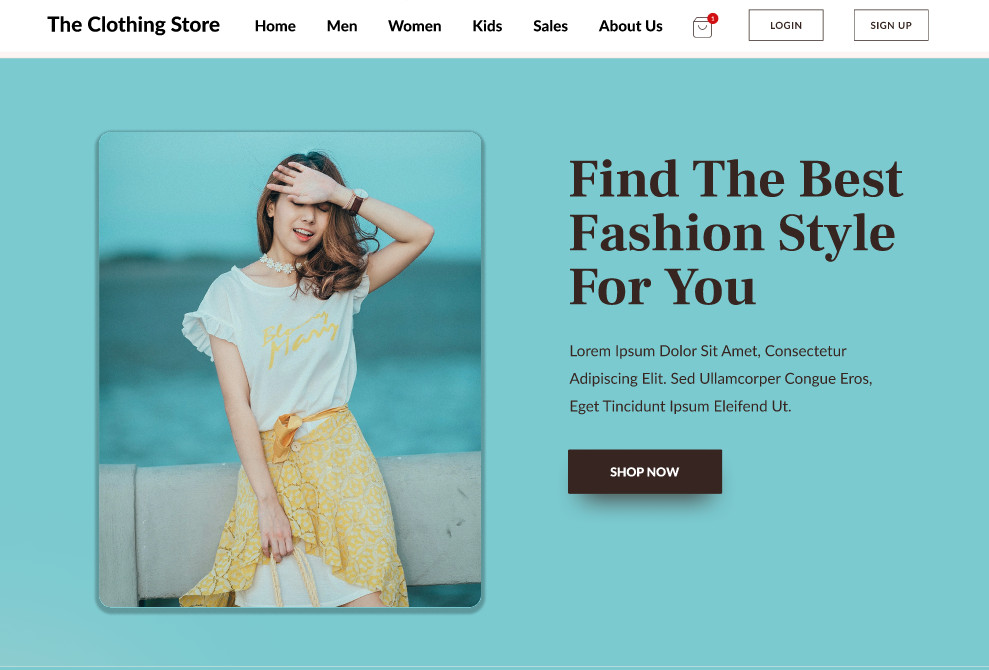 The Clothing Store
Home
Men
Women
Kids
Sales
About Us
1
LOGIN
SIGN UP
Find The Best
Fashion Style
For You
Lorem Ipsum Dolor Sit Amet, Consectetur
Adipiscing Elit. Sed Ullamcorper Congue Eros,
Eget Tincidunt Ipsum Eleifend Ut.
SHOP NOW